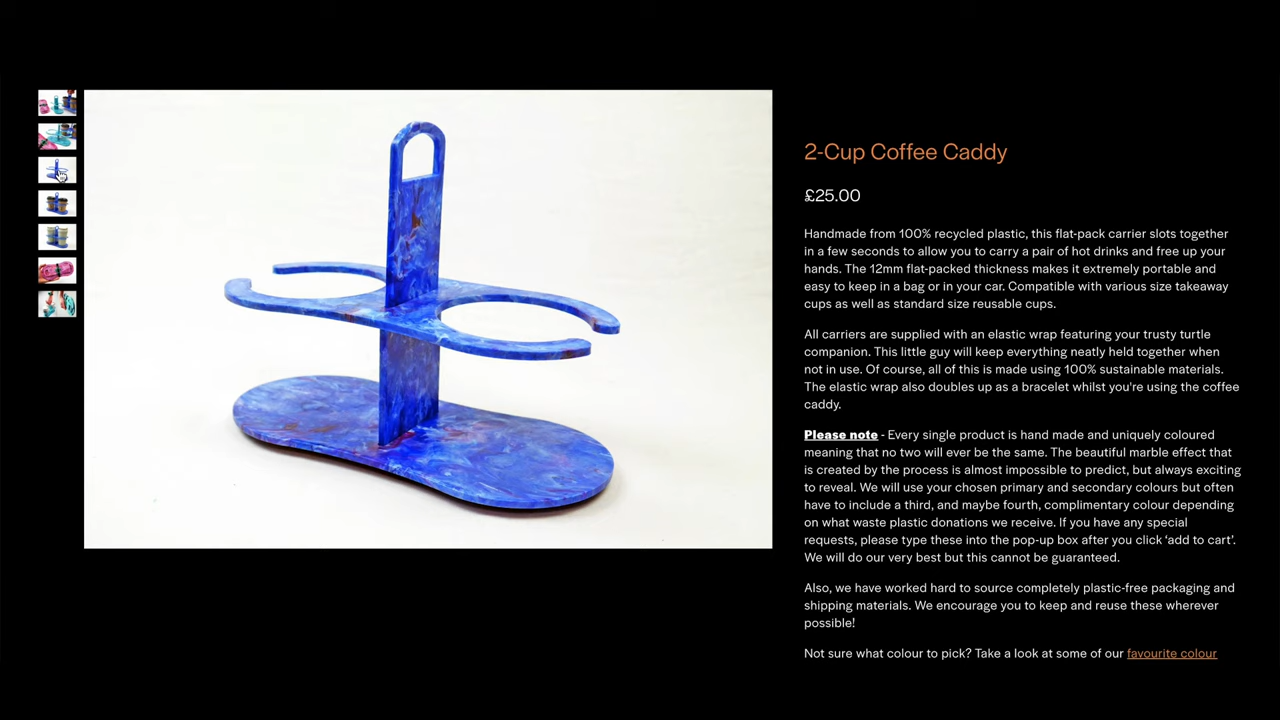 2-Cup Coffee Caddy
£25.00
Handmade from 100% recycled plastic, this flat-pack carrier slots together
in a few seconds to allow you to carry a pair of hot drinks and free up your
hands. The 12mm flat-packed thickness makes it extremely portable and
easy to keep in a bag or in your car. Compatible with various size takeaway
cups as well as standard size reusable cups.
All carriers are supplied with an elastic wrap featuring your trusty turtle
companion. This little guy will keep everything neatly held together when
not in use. Of course, all of this is made using 100% sustainable materials.
The elastic wrap also doubles up as a bracelet whilst you're using the coffee
caddy.
Please note - Every single product is hand made and uniquely coloured
meaning that no two will ever be the same. The beautiful marble effect that
is created by the process is almost impossible to predict, but always exciting
to reveal. We will use your chosen primary and secondary colours but often
have to include a third, and maybe fourth, complimentary colour depending
on what waste plastic donations we receive. If you have any special
requests, please type these into the pop-up box after you click ‘add to cart’.
We will do our very best but this cannot be guaranteed.
Also, we have worked hard to source completely plastic-free packaging and
shipping materials. We encourage you to keep and reuse these wherever
possible!
Not sure what colour to pick? Take a look at some of our favourite colour